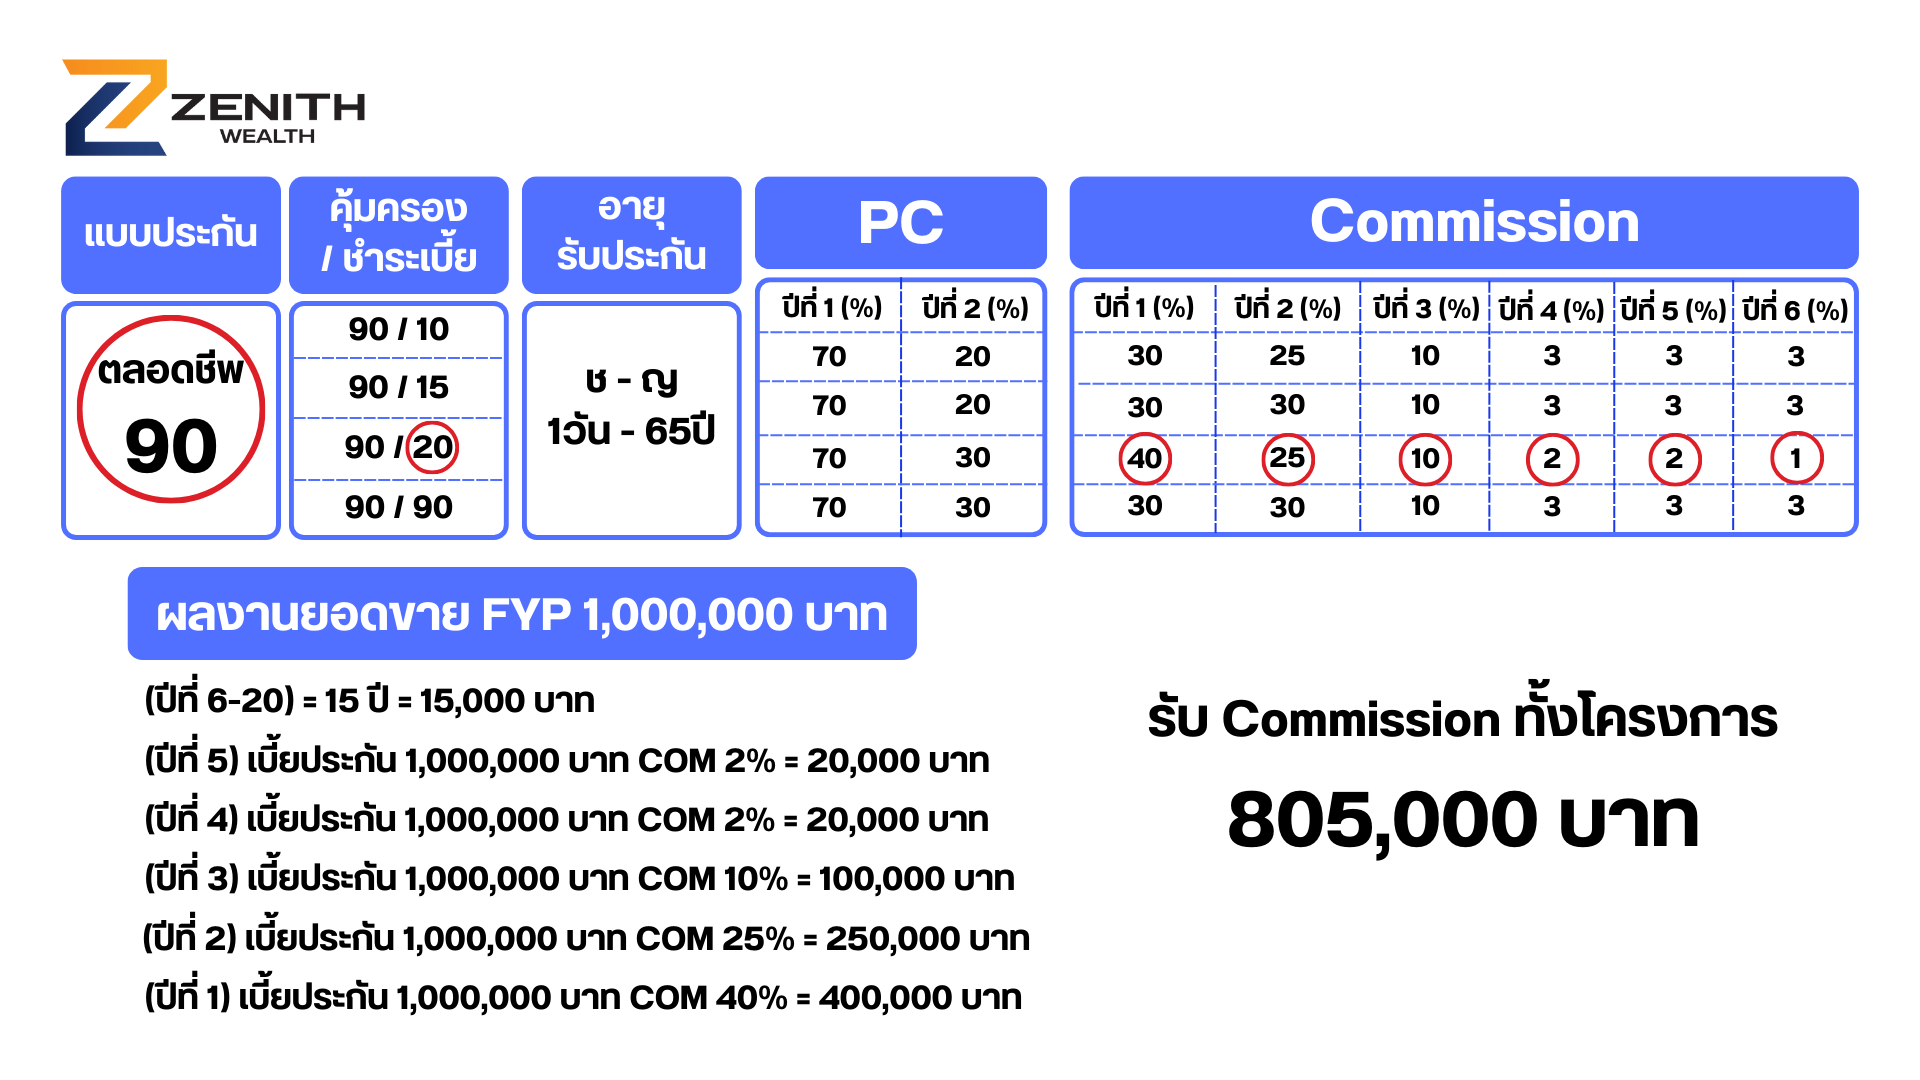 ZENITH
WEALTH
แบบประกัน
คุ้มครอง
/ ชำระเบี้ย
อายุ
รับประกัน
PC
Commission
ตลอดชีพ
90
90 / 10
90 / 15
90 / 20
90 / 90
ช - ญ
1วัน - 65ปี
ปีที่ 1 (%) ปีที่ 2 (%)
70 20
70 20
70 30
70 30
ปีที่ 1 (%) ปีที่ 2 (%) ปีที่ 3 (%) ปีที่ 4 (%) ปีที่ 5 (%) ปีที่ 6 (%)
30 25 10 3 3 3
30 30 10 3 3 3
40 25 10 2 2 1
30 30 10 3 3 3
ผลงานยอดขาย FYP 1,000,000 บาท
(ปีที่ 6-20) = 15 ปี = 15,000 บาท
(ปีที่ 5) เบี้ยประกัน 1,000,000 บาท COM 2% = 20,000 บาท
(ปีที่ 4) เบี้ยประกัน 1,000,000 บาท COM 2% = 20,000 บาท
(ปีที่ 3) เบี้ยประกัน 1,000,000 บาท COM 10% = 100,000 บาท
(ปีที่ 2) เบี้ยประกัน 1,000,000 บาท COM 25% = 250,000 บาท
(ปีที่ 1) เบี้ยประกัน 1,000,000 บาท COM 40% = 400,000 บาท
รับ Commission ทั้งโครงการ
805,000 บาท